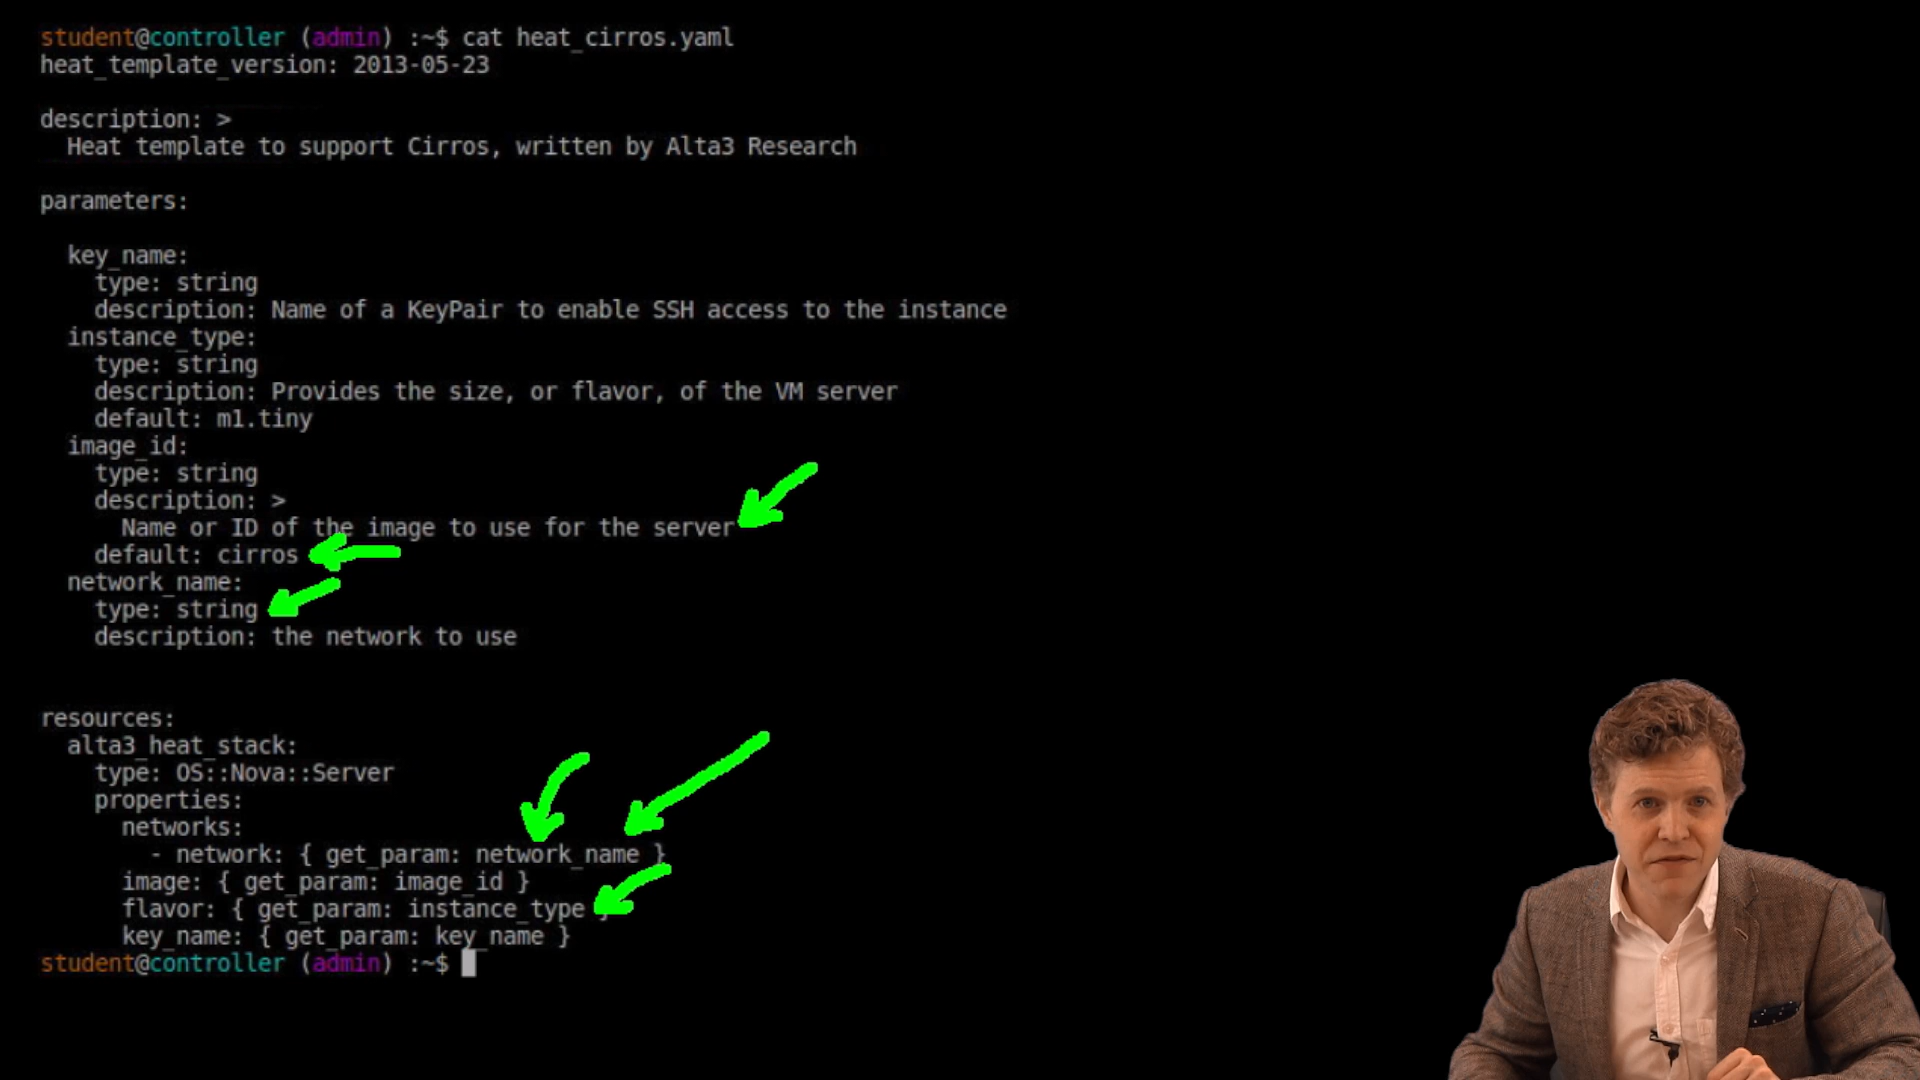 student@controller (admin) :~$ cat heat_cirros.yaml
heat_template_version: 2013-05-23
description: >
Heat template to support Cirros, written by Alta3 Research
parameters:
key_name:
type: string
description: Name of a KeyPair to enable SSH access to the instance
instance_type:
type: string
description: Provides the size, or flavor, of the VM server
default: m1.tiny
image_id:
type: string
description: >
Name or ID of the image to use for the server
default: cirros
network_name:
type: string
description: the network to use
resources:
alta3_heat_stack:
type: OS::Nova::Server
properties:
networks:
- network: { get_param: network_name }
image: { get_param: image_id }
flavor: { get_param: instance_type }
key_name: { get_param: key_name }
student@controller (admin) :~$